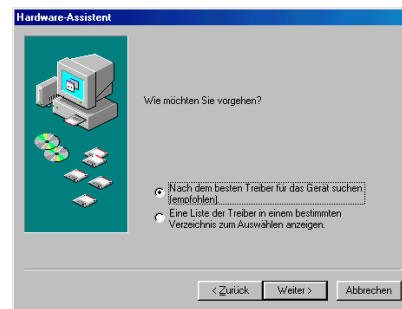 Hardware-Assistent
Wie möchten Sie vorgehen?
Nach dem besten Treiber für das Gerät suchen
(empfohlen).
Eine Liste der Treiber in einem bestimmten
Verzeichnis zum Auswählen anzeigen.
< Zurück
Weiter >
Abbrechen